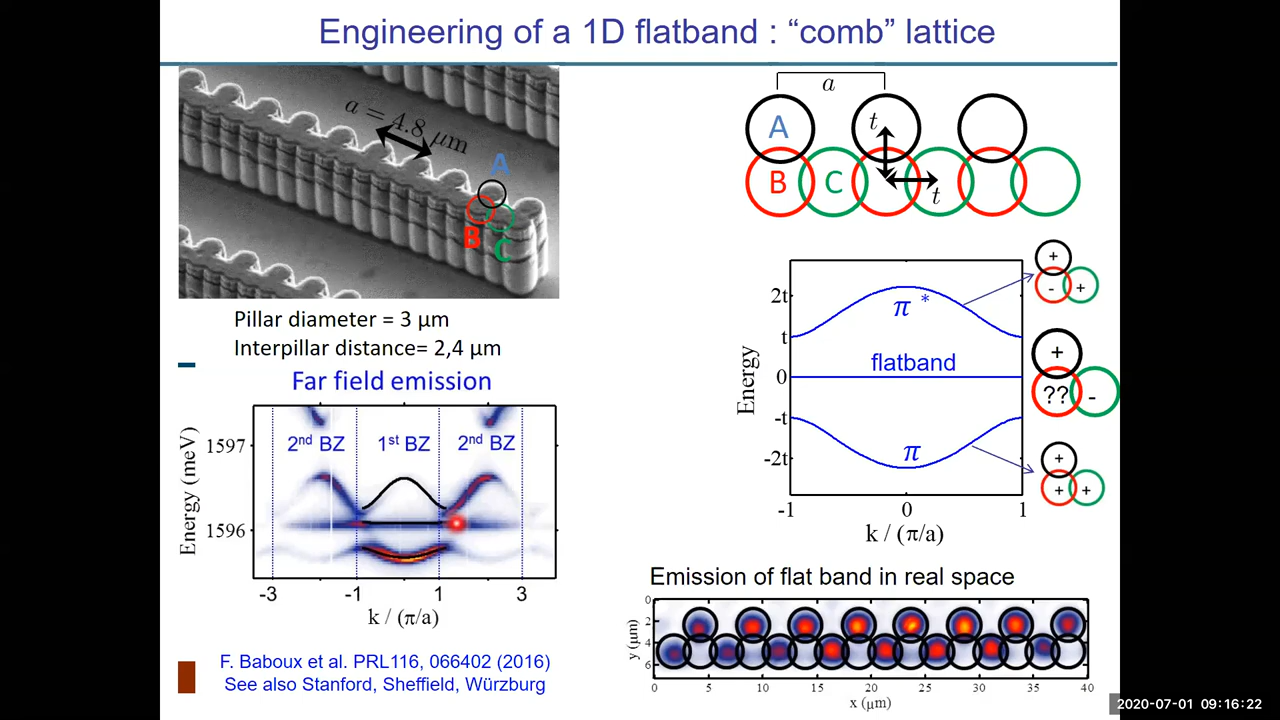 Engineering of a 1D flatband : “comb” lattice
a = 4.8 μm
A
B
C
Pillar diameter = 3 μm
Interpillar distance= 2,4 μm
Far field emission
Energy (meV)
1597
1596
2nd BZ
1st BZ
2nd BZ
-3
-1
1
3
k / (π/a)
F. Baboux et al. PRL116, 066402 (2016)
See also Stanford, Sheffield, Würzburg
a
A
t
B
C
t
Energy
2t
t
0
-t
-2t
π *
flatband
π
-1
0
1
k / (π/a)
+
- +
+
?? -
+
+ +
Emission of flat band in real space
y (μm)
0
2
4
6
0 5 10 15 20 25 30 35 40
x (μm)
2020-07-01 09:16:22